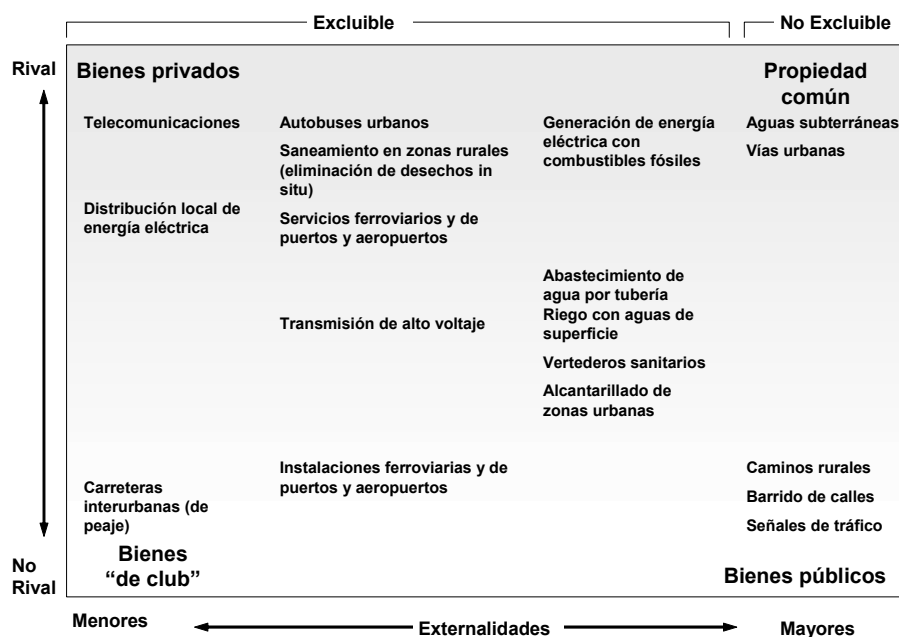 Excluible
No Excluible
Rival
Bienes privados
Propiedad
común
Telecomunicaciones
Autobuses urbanos
Generación de energía
eléctrica con
combustibles fósiles
Aguas subterráneas
Vías urbanas
Saneamiento en zonas rurales
(eliminación de desechos in
situ)
Distribución local de
energía eléctrica
Servicios ferroviarios y de
puertos y aeropuertos
Abastecimiento de
agua por tubería
Riego con aguas de
superficie
Transmisión de alto voltaje
Vertederos sanitarios
Alcantarillado de
zonas urbanas
Instalaciones ferroviarias y de
puertos y aeropuertos
Caminos rurales
Carreteras
interurbanas (de
peaje)
Barrido de calles
Señales de tráfico
No
Rival
Bienes
“de club”
Bienes públicos
Menores
Externalidades
Mayores